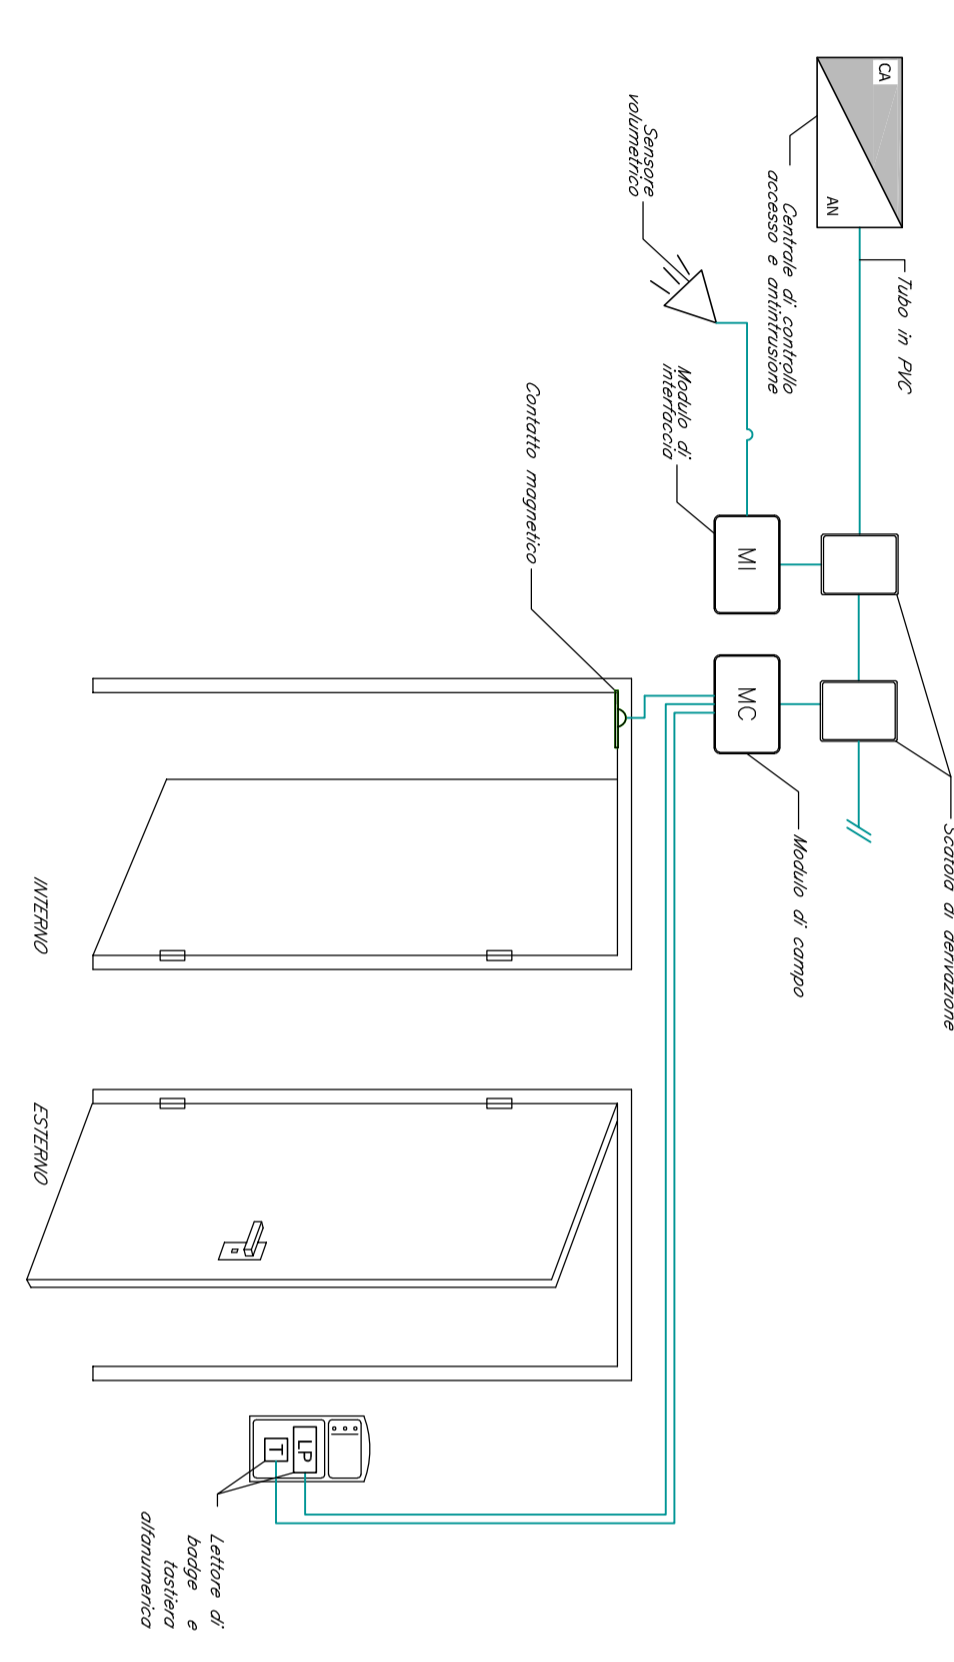 CA
AN
Centrale di controllo
accesso e antintrusione
Tubo in PVC
Sensore
volumetrico
Modulo di
interfaccia
MI
MC
Contatto magnetico
Modulo di campo
Scatola di derivazione
INTERNO
ESTERNO
LP
T
Lettore di
badge e
tastiera
alfanumerica